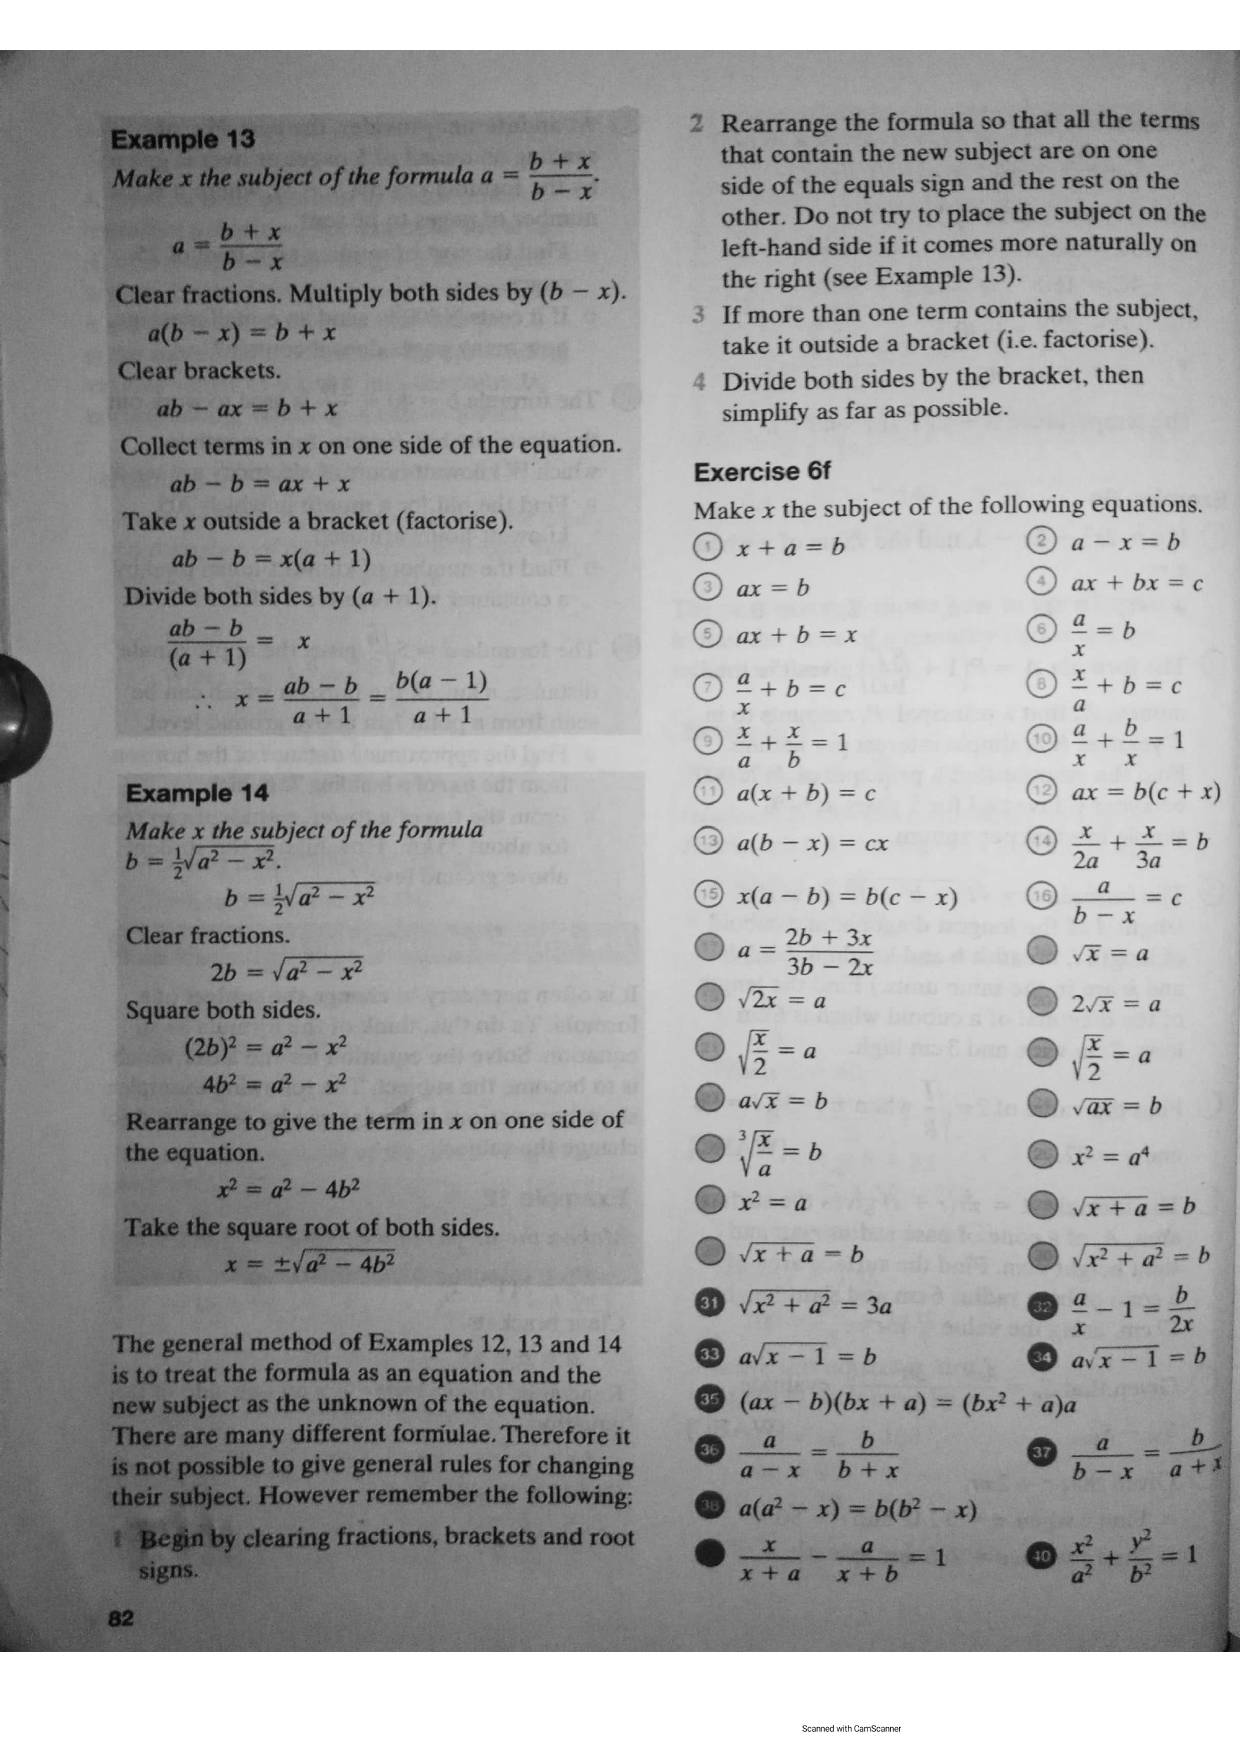 Example 13
Make x the subject of the formula a = (b + x)/(b − x).
a = (b + x)/(b − x)
Clear fractions. Multiply both sides by (b − x).
a(b − x) = b + x
Clear brackets.
ab − ax = b + x
Collect terms in x on one side of the equation.
ab − b = ax + x
Take x outside a bracket (factorise).
ab − b = x(a + 1)
Divide both sides by (a + 1).
(ab − b)/(a + 1) = x
∴ x = (ab − b)/(a + 1) = b(a − 1)/(a + 1)
Example 14
Make x the subject of the formula
b = ½√(a² − x²).
b = ½√(a² − x²)
Clear fractions.
2b = √(a² − x²)
Square both sides.
(2b)² = a² − x²
4b² = a² − x²
Rearrange to give the term in x on one side of
the equation.
x² = a² − 4b²
Take the square root of both sides.
x = ±√(a² − 4b²)
The general method of Examples 12, 13 and 14
is to treat the formula as an equation and the
new subject as the unknown of the equation.
There are many different formulae. Therefore it
is not possible to give general rules for changing
their subject. However remember the following:
1 Begin by clearing fractions, brackets and root
signs.
82
2 Rearrange the formula so that all the terms
that contain the new subject are on one
side of the equals sign and the rest on the
other. Do not try to place the subject on the
left-hand side if it comes more naturally on
the right (see Example 13).
3 If more than one term contains the subject,
take it outside a bracket (i.e. factorise).
4 Divide both sides by the bracket, then
simplify as far as possible.
Exercise 6f
Make x the subject of the following equations.
1 x + a = b 2 a − x = b
3 ax = b 4 ax + bx = c
5 ax + b = x 6 a/x = b
7 a/x + b = c 8 x/a + b = c
9 x/a + x/b = 1 10 a/x + b/x = 1
11 a(x + b) = c 12 ax = b(c + x)
13 a(b − x) = cx 14 x/2a + x/3a = b
15 x(a − b) = b(c − x) 16 a/(b − x) = c
a = (2b + 3x)/(3b − 2x) √x = a
√(2x) = a 2√x = a
√(x/2) = a √(x/2) = a
a√x = b √(ax) = b
∛(x/a) = b x² = a⁴
x² = a √(x + a) = b
√x + a = b √(x² + a²) = b
31 √(x² + a²) = 3a 32 a/x − 1 = b/2x
33 a√(x − 1) = b 34 a√x − 1 = b
35 (ax − b)(bx + a) = (bx² + a)a
36 a/(a − x) = b/(b + x) 37 a/(b − x) = b/(a + x)
38 a(a² − x) = b(b² − x)
x/(x + a) − a/(x + b) = 1 40 x²/a² + y²/b² = 1
Scanned with CamScanner